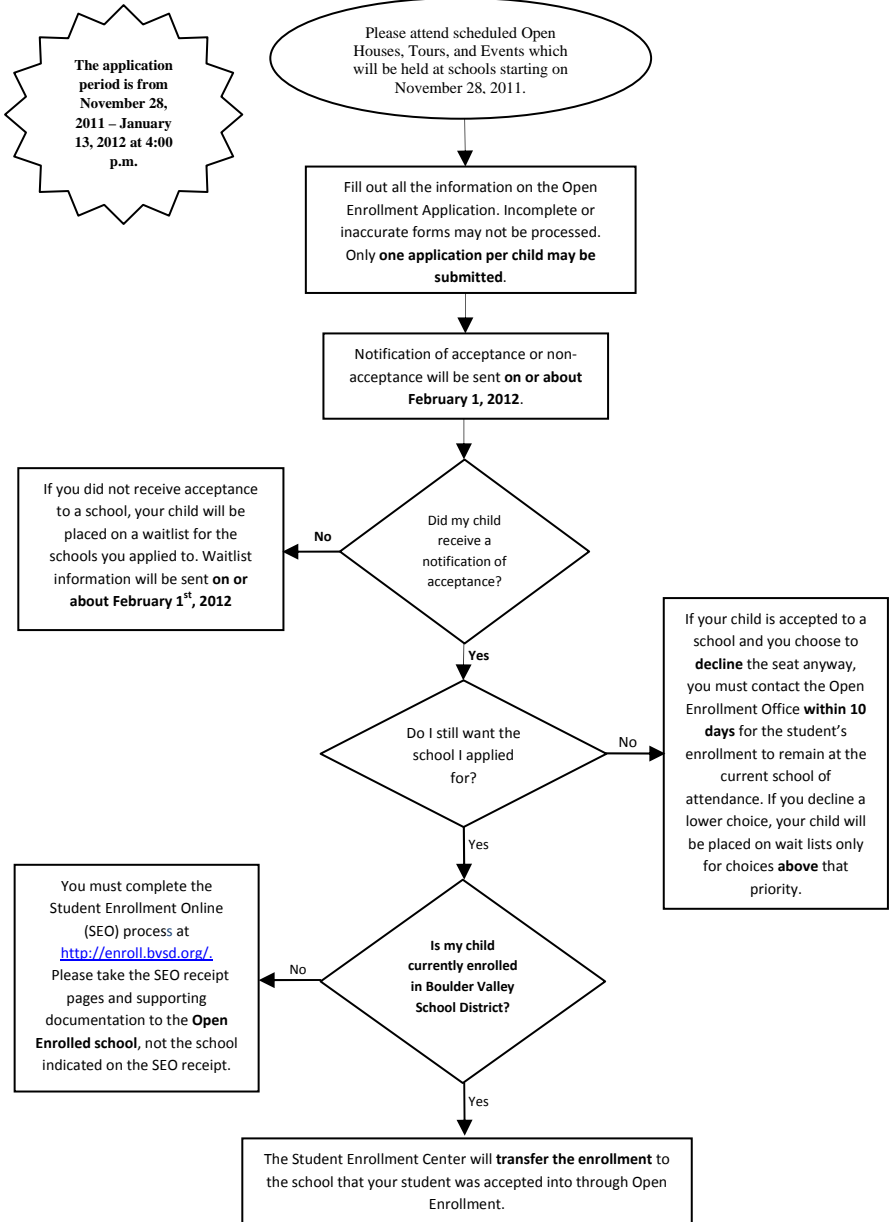 The application
period is from
November 28,
2011 – January
13, 2012 at 4:00
p.m.
Please attend scheduled Open
Houses, Tours, and Events which
will be held at schools starting on
November 28, 2011.
Fill out all the information on the Open
Enrollment Application. Incomplete or
inaccurate forms may not be processed.
Only one application per child may be
submitted.
Notification of acceptance or non-
acceptance will be sent on or about
February 1, 2012.
Did my child
receive a
notification of
acceptance?
No
If you did not receive acceptance
to a school, your child will be
placed on a waitlist for the
schools you applied to. Waitlist
information will be sent on or
about February 1st, 2012
Yes
Do I still want the
school I applied
for?
No
If your child is accepted to a
school and you choose to
decline the seat anyway,
you must contact the Open
Enrollment Office within 10
days for the student’s
enrollment to remain at the
current school of
attendance. If you decline a
lower choice, your child will
be placed on wait lists only
for choices above that
priority.
Yes
Is my child
currently enrolled
in Boulder Valley
School District?
No
You must complete the
Student Enrollment Online
(SEO) process at
http://enroll.bvsd.org/.
Please take the SEO receipt
pages and supporting
documentation to the Open
Enrolled school, not the school
indicated on the SEO receipt.
Yes
The Student Enrollment Center will transfer the enrollment to
the school that your student was accepted into through Open
Enrollment.